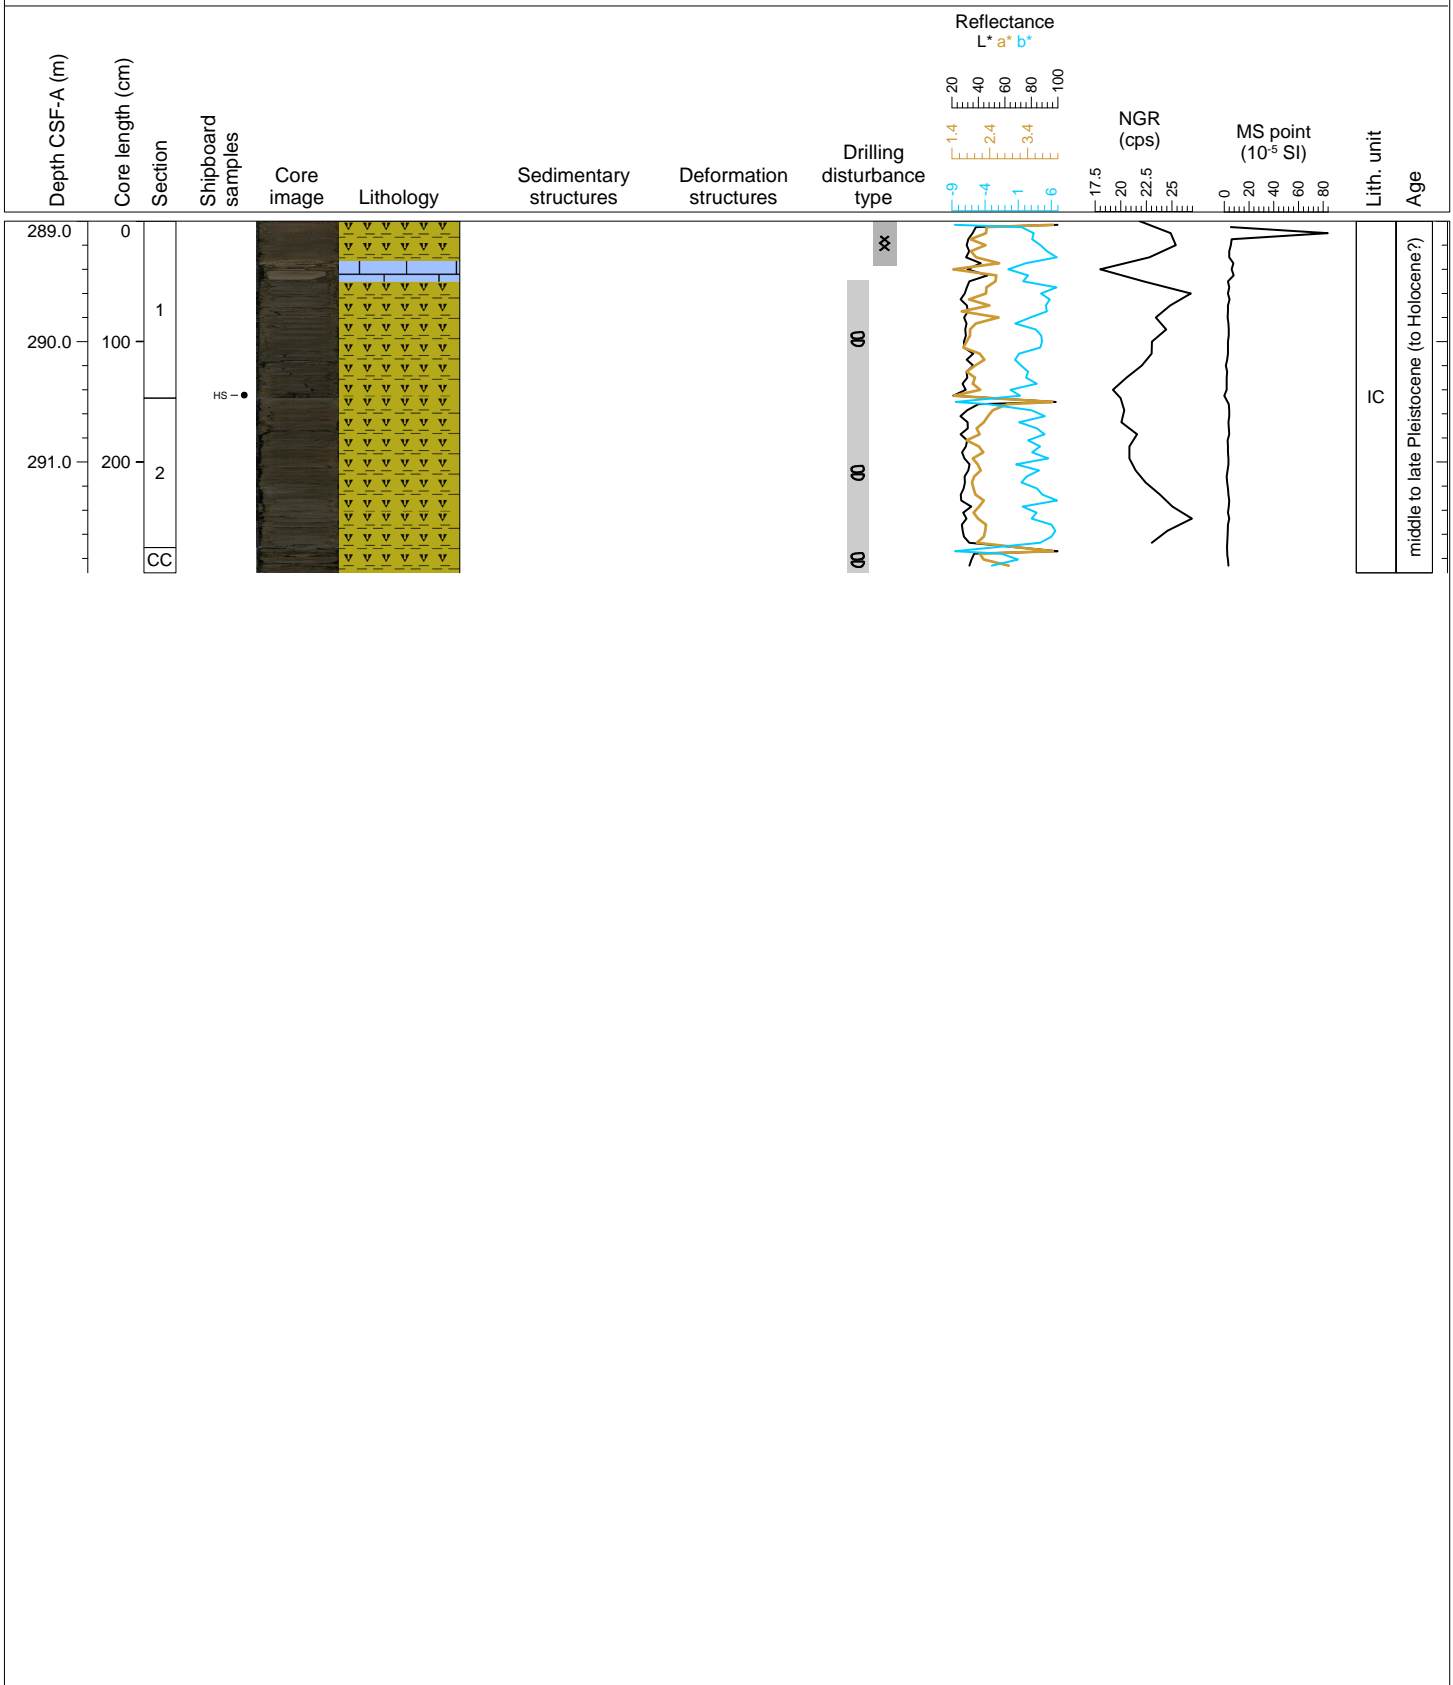 Depth CSF-A (m)
Core length (cm)
Section
Shipboard
samples
Core
image
Lithology
Sedimentary
structures
Deformation
structures
Drilling
disturbance
type
Reflectance
L* a* b*
20 40 60 80 100
1.4 2.4 3.4
-9 -4 1 6
NGR
(cps)
17.5 20 22.5 25
MS point
(10⁻⁵ SI)
0 20 40 60 80
Lith. unit
Age
289.0 0
290.0 100
291.0 200
1
2
CC
HS
IC
middle to late Pleistocene (to Holocene?)